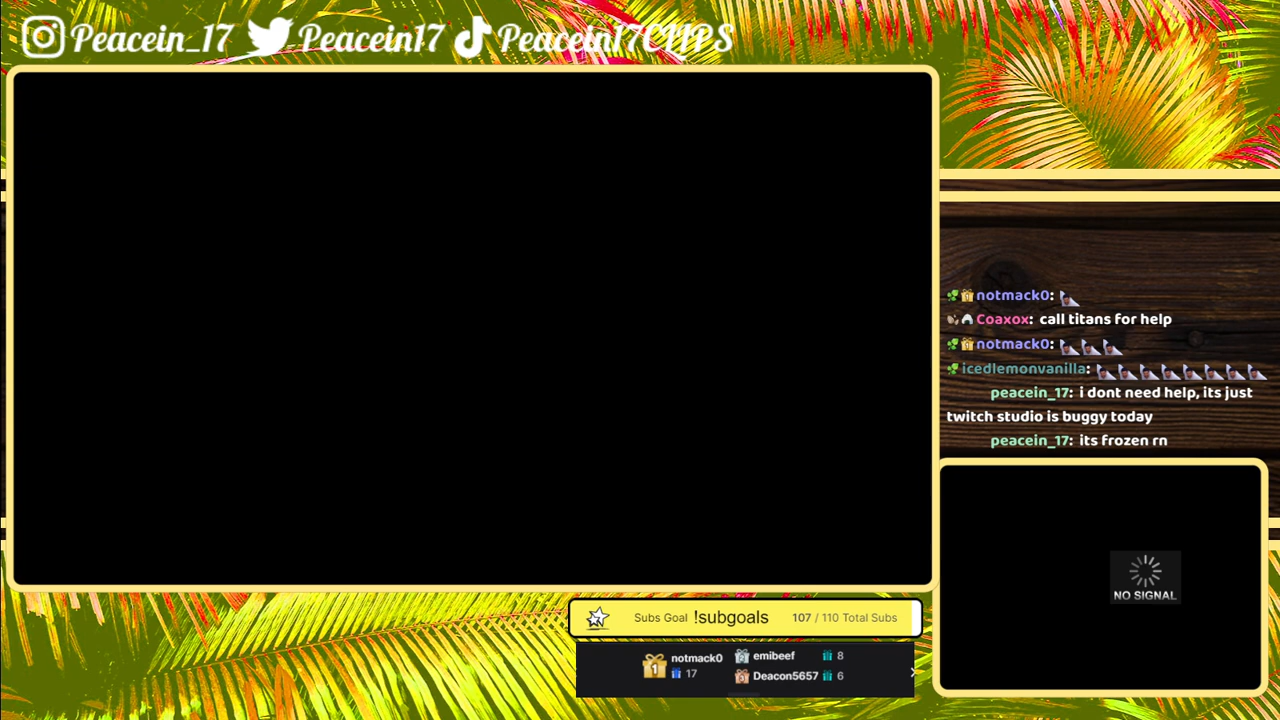 Peacein_17 Peacein17 Peacein17CLIPS
notmack0:
Coaxox: call titans for help
notmack0:
icedlemonvanilla:
peacein_17: i dont need help, its just
twitch studio is buggy today
peacein_17: its frozen rn
NO SIGNAL
Subs Goal !subgoals 107 / 110 Total Subs
1 notmack0 17
2 emibeef 8
3 Deacon5657 6